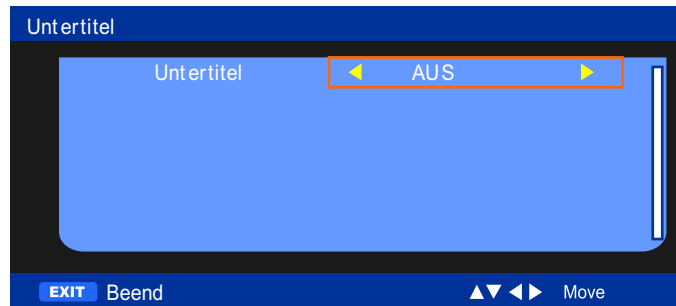 Untertitel
Untertitel ◀ AUS ▶
EXIT Beend ▲▼ ◀▶ Move